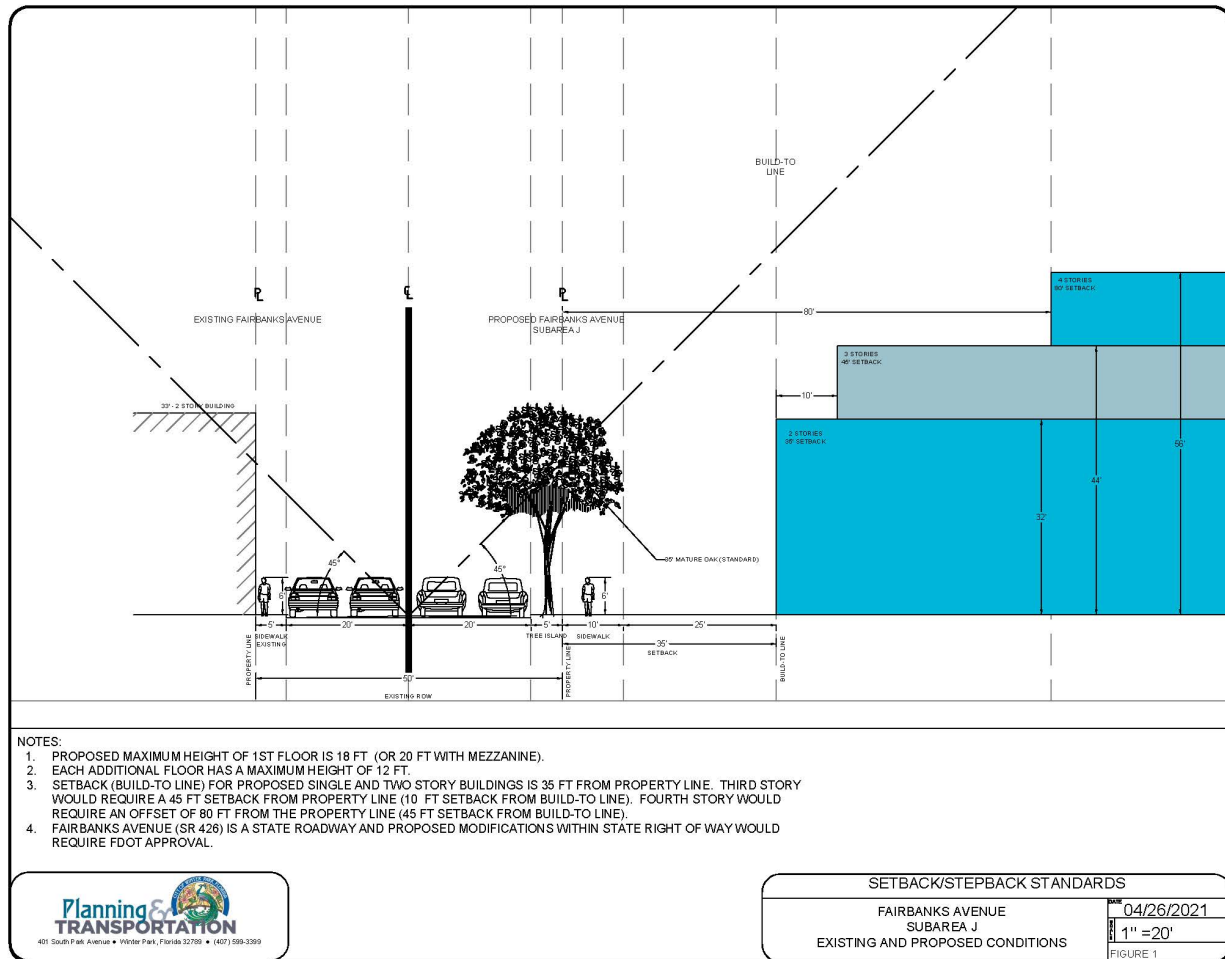 BUILD-TO
LINE
4 STORIES
80' SETBACK
PL
CL
PL
EXISTING FAIRBANKS AVENUE
PROPOSED FAIRBANKS AVENUE
SUBAREA J
80'
3 STORIES
45' SETBACK
10'
33' - 2 STORY BUILDING
2 STORIES
35' SETBACK
56'
44'
32'
45°
45°
35' MATURE OAK (STANDARD)
6'
6'
5'
20'
20'
5'
10'
25'
SIDEWALK
EXISTING
TREE ISLAND
SIDEWALK
35'
SETBACK
PROPERTY LINE
PROPERTY LINE
BUILD-TO LINE
50'
EXISTING ROW
NOTES:
1. PROPOSED MAXIMUM HEIGHT OF 1ST FLOOR IS 18 FT (OR 20 FT WITH MEZZANINE).
2. EACH ADDITIONAL FLOOR HAS A MAXIMUM HEIGHT OF 12 FT.
3. SETBACK (BUILD-TO LINE) FOR PROPOSED SINGLE AND TWO STORY BUILDINGS IS 35 FT FROM PROPERTY LINE. THIRD STORY
WOULD REQUIRE A 45 FT SETBACK FROM PROPERTY LINE (10 FT SETBACK FROM BUILD-TO LINE). FOURTH STORY WOULD
REQUIRE AN OFFSET OF 80 FT FROM THE PROPERTY LINE (45 FT SETBACK FROM BUILD-TO LINE).
4. FAIRBANKS AVENUE (SR 426) IS A STATE ROADWAY AND PROPOSED MODIFICATIONS WITHIN STATE RIGHT OF WAY WOULD
REQUIRE FDOT APPROVAL.
Planning &
TRANSPORTATION
401 South Park Avenue • Winter Park, Florida 32789 • (407) 599-3399
SETBACK/STEPBACK STANDARDS
FAIRBANKS AVENUE
SUBAREA J
EXISTING AND PROPOSED CONDITIONS
DATE
04/26/2021
1" =20'
FIGURE 1